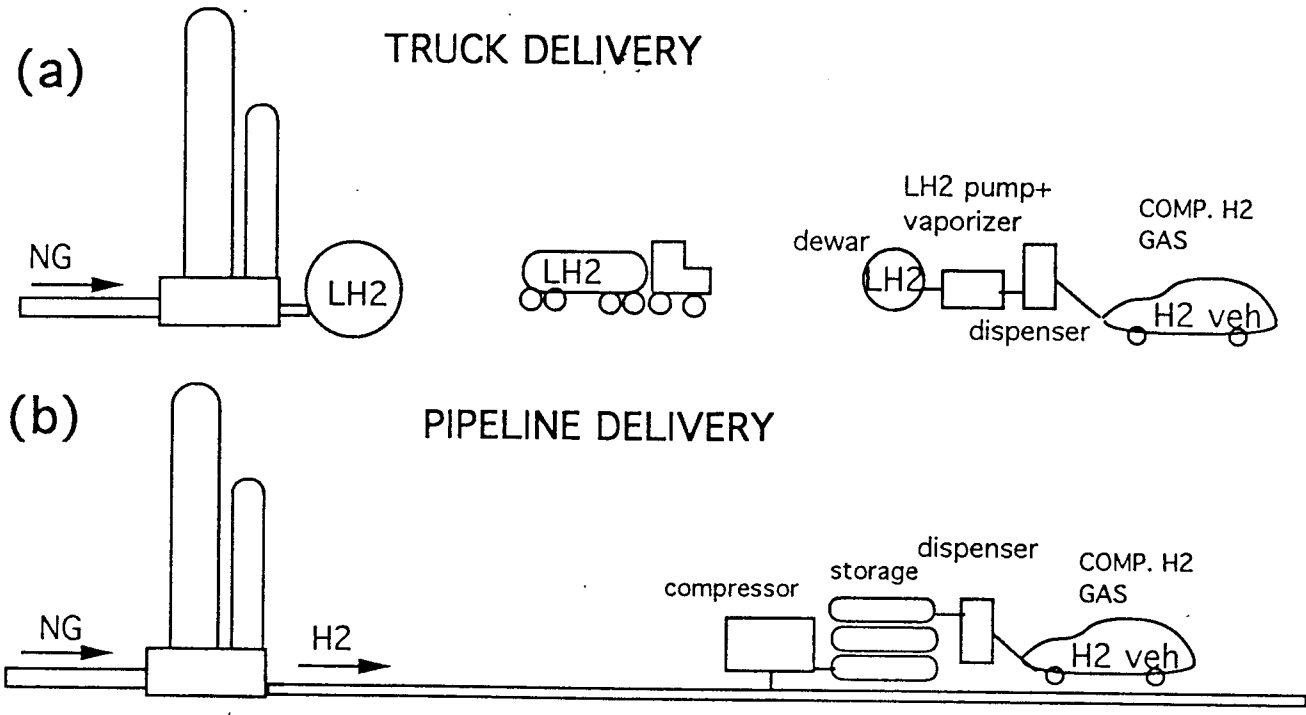 (a)
TRUCK DELIVERY
NG
LH2
LH2
dewar
LH2
LH2 pump+
vaporizer
dispenser
COMP. H2
GAS
H2 veh
(b)
PIPELINE DELIVERY
NG
H2
compressor
storage
dispenser
COMP. H2
GAS
H2 veh